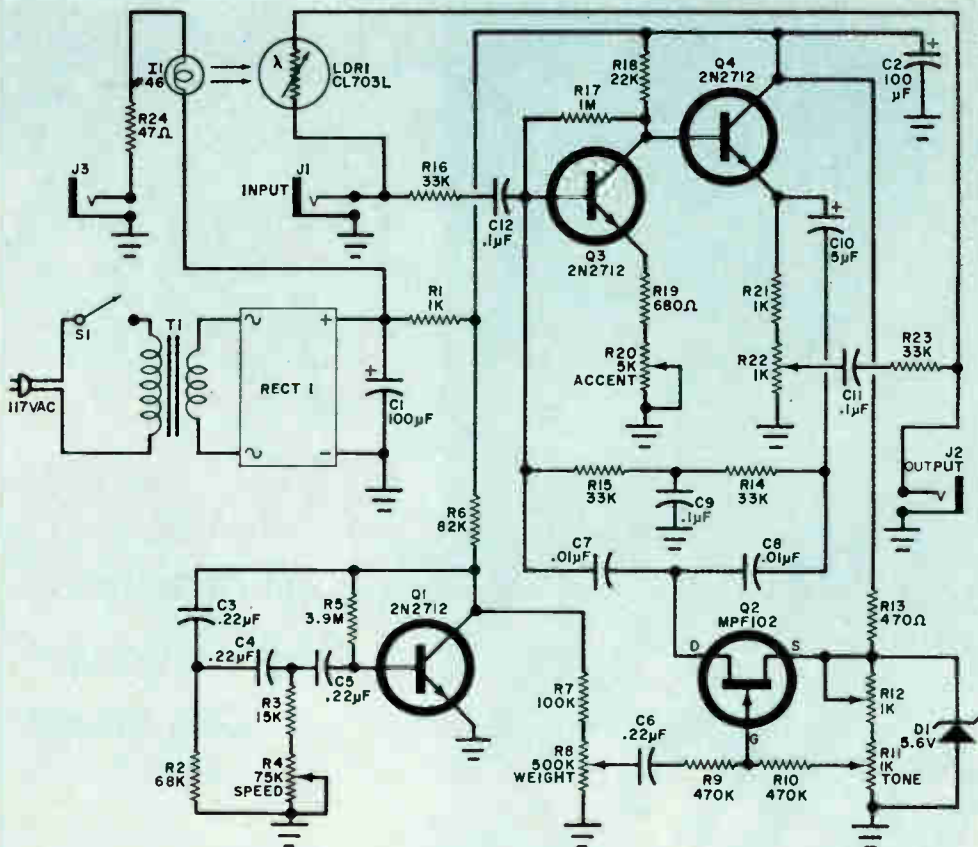 I1
#46
R24
47Ω
J3
λ
LDR1
CL703L
INPUT
J1
R16
33K
C12
.1µF
R17
1M
R18
22K
Q3
2N2712
Q4
2N2712
+
C2
100
µF
R19
680Ω
R20
5K
ACCENT
R21
1K
R22
1K
+
C10
5µF
C11
.1µF
R23
33K
J2
OUTPUT
S1
117VAC
T1
RECT 1
+
−
R1
1K
+
C1
100µF
R15
33K
C9
.1µF
R14
33K
C7
.01µF
C8
.01µF
R6
82K
C3
.22µF
C4
.22µF
C5
.22µF
R5
3.9M
Q1
2N2712
R2
68K
R3
15K
R4
75K
SPEED
R7
100K
R8
500K
WEIGHT
C6
.22µF
R9
470K
R10
470K
Q2
MPF102
D
S
G
R13
470Ω
R12
1K
R11
1K
TONE
D1
5.6V